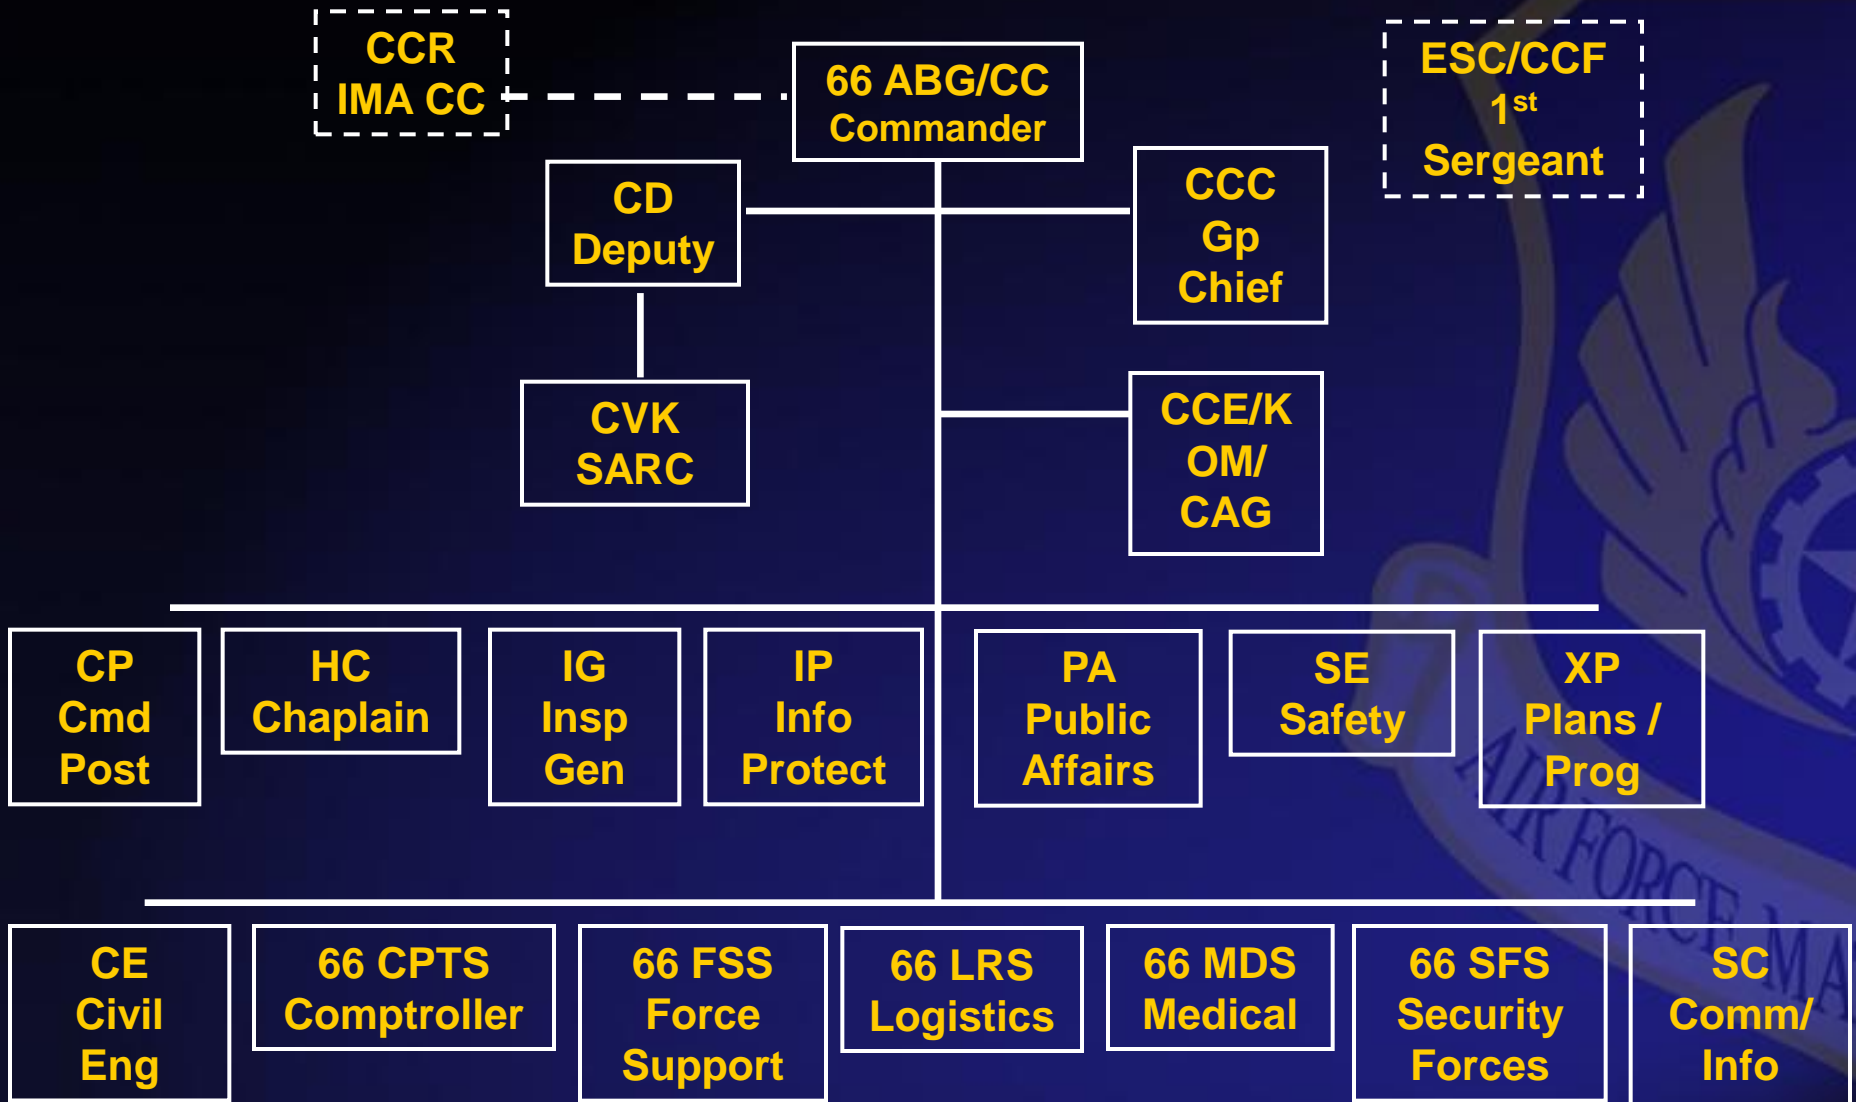 CCR
IMA CC
66 ABG/CC
Commander
ESC/CCF
1st
Sergeant
CD
Deputy
CCC
Gp
Chief
CVK
SARC
CCE/K
OM/
CAG
CP
Cmd
Post
HC
Chaplain
IG
Insp
Gen
IP
Info
Protect
PA
Public
Affairs
SE
Safety
XP
Plans /
Prog
CE
Civil
Eng
66 CPTS
Comptroller
66 FSS
Force
Support
66 LRS
Logistics
66 MDS
Medical
66 SFS
Security
Forces
SC
Comm/
Info
AIR FORCE MA